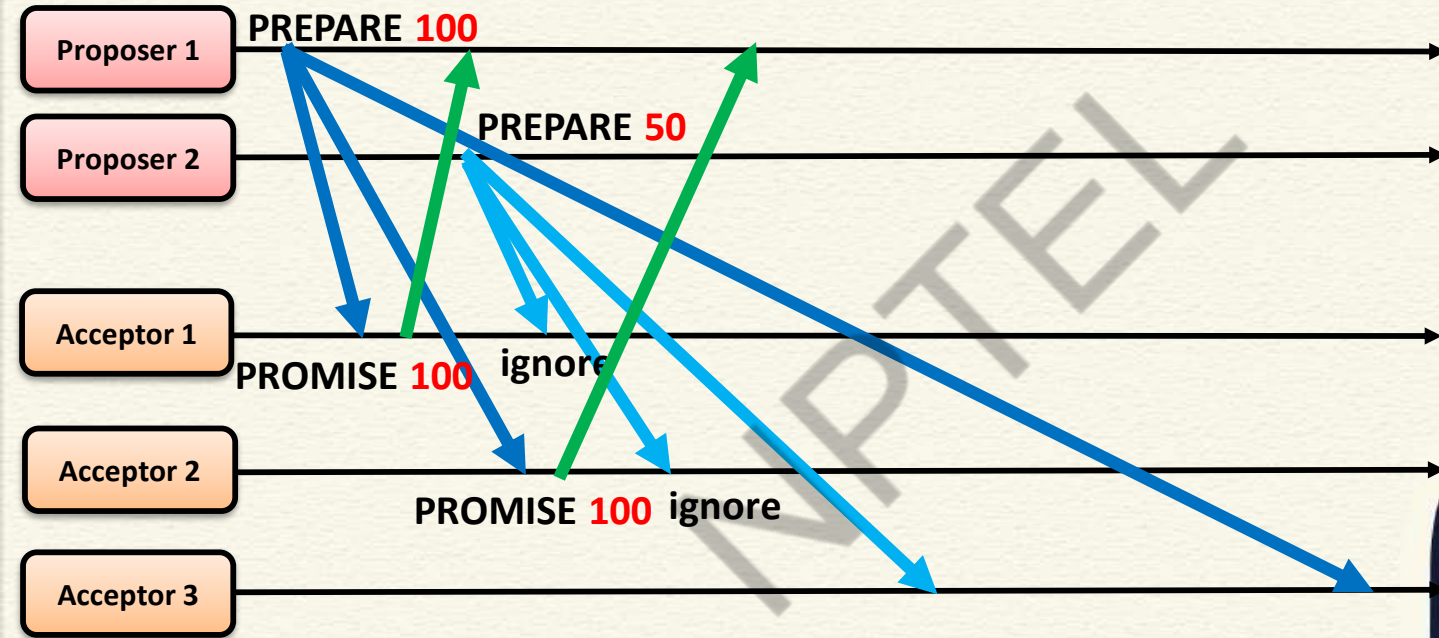 PREPARE 100
Proposer 1
PREPARE 50
Proposer 2
Acceptor 1
PROMISE 100 ignore
Acceptor 2
PROMISE 100 ignore
Acceptor 3
NPTEL